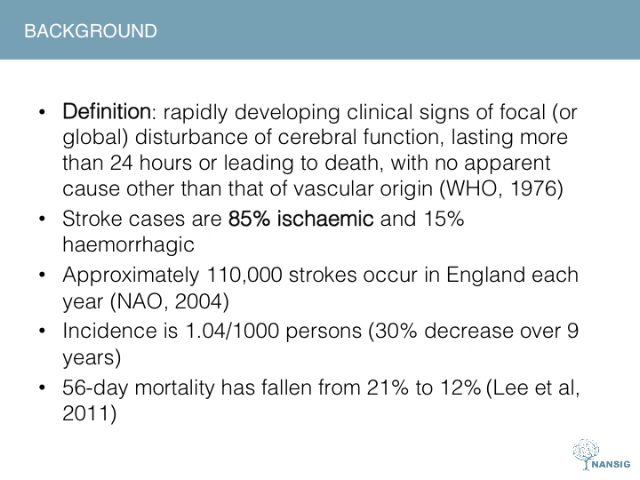 BACKGROUND
• Definition: rapidly developing clinical signs of focal (or
global) disturbance of cerebral function, lasting more
than 24 hours or leading to death, with no apparent
cause other than that of vascular origin (WHO, 1976)
• Stroke cases are 85% ischaemic and 15%
haemorrhagic
• Approximately 110,000 strokes occur in England each
year (NAO, 2004)
• Incidence is 1.04/1000 persons (30% decrease over 9
years)
• 56-day mortality has fallen from 21% to 12% (Lee et al,
2011)
NANSIG